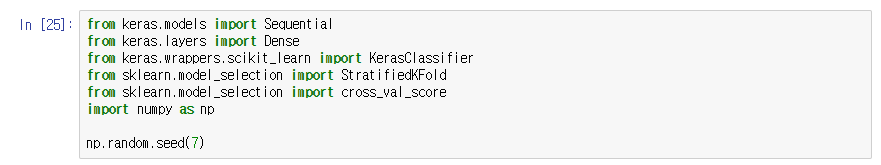 In [25]:
from keras.models import Sequential
from keras.layers import Dense
from keras.wrappers.scikit_learn import KerasClassifier
from sklearn.model_selection import StratifiedKFold
from sklearn.model_selection import cross_val_score
import numpy as np
np.random.seed(7)